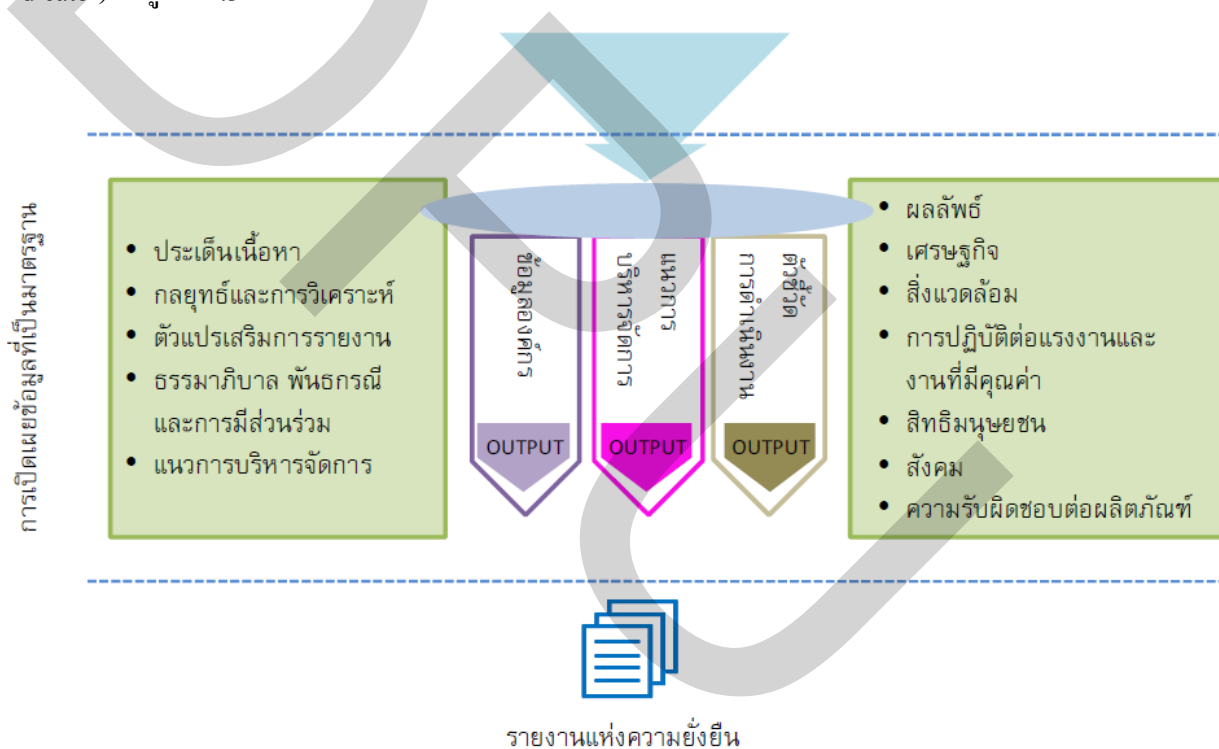 การเปิดเผยข้อมูลที่เป็นมาตรฐาน
• ประเด็นเนื้อหา
• กลยุทธ์และการวิเคราะห์
• ตัวแปรเสริมการรายงาน
• ธรรมาภิบาล พันธกรณี
และการมีส่วนร่วม
• แนวการบริหารจัดการ
ข้อมูลองค์กร
OUTPUT
แนวการ
บริหารจัดการ
OUTPUT
ตัวชี้วัด
การดำเนินงาน
OUTPUT
• ผลลัพธ์
• เศรษฐกิจ
• สิ่งแวดล้อม
• การปฏิบัติต่อแรงงานและ
งานที่มีคุณค่า
• สิทธิมนุษยชน
• สังคม
• ความรับผิดชอบต่อผลิตภัณฑ์
รายงานแห่งความยั่งยืน